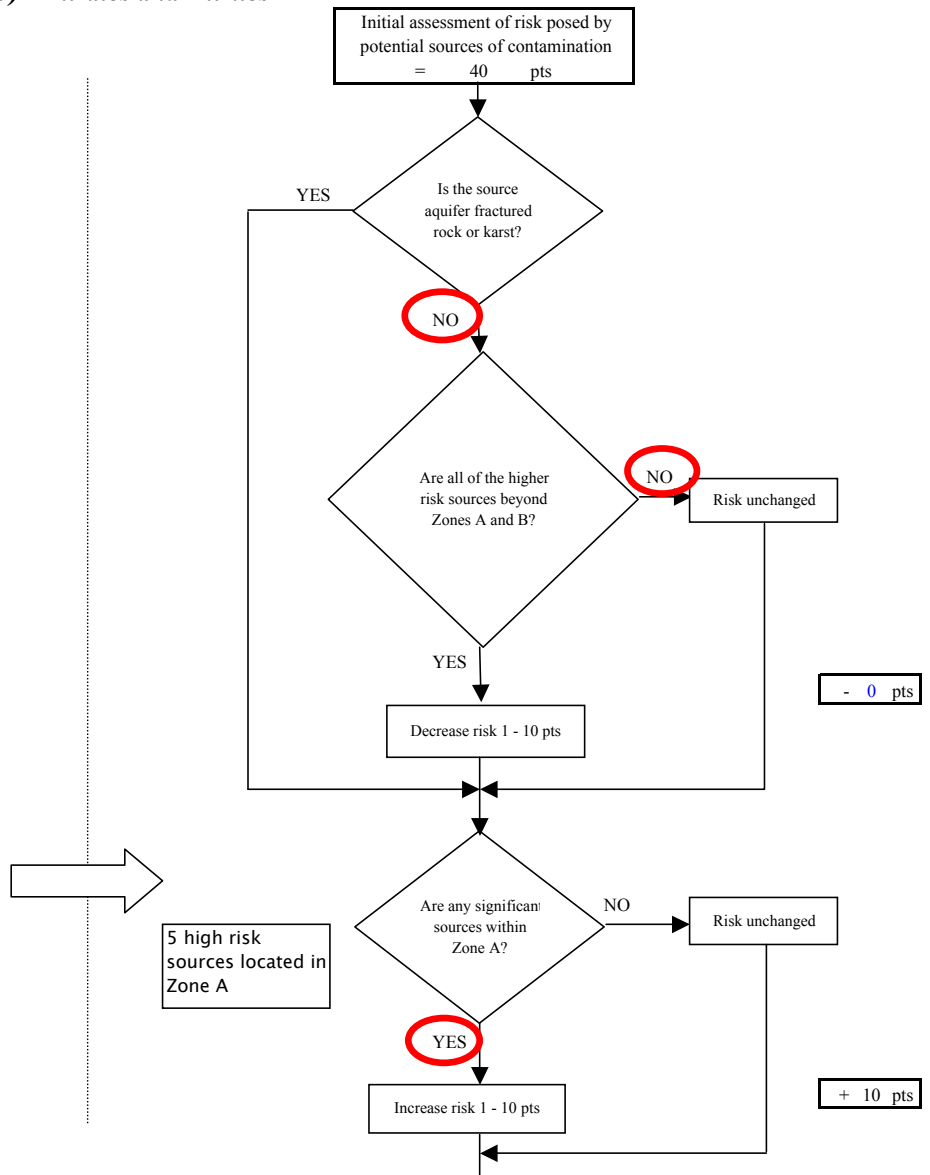 Initial assessment of risk posed by
potential sources of contamination
= 40 pts
YES
Is the source
aquifer fractured
rock or karst?
NO
Are all of the higher
risk sources beyond
Zones A and B?
NO
Risk unchanged
YES
- 0 pts
Decrease risk 1 - 10 pts
Are any significant
sources within
Zone A?
NO
Risk unchanged
5 high risk
sources located in
Zone A
YES
+ 10 pts
Increase risk 1 - 10 pts